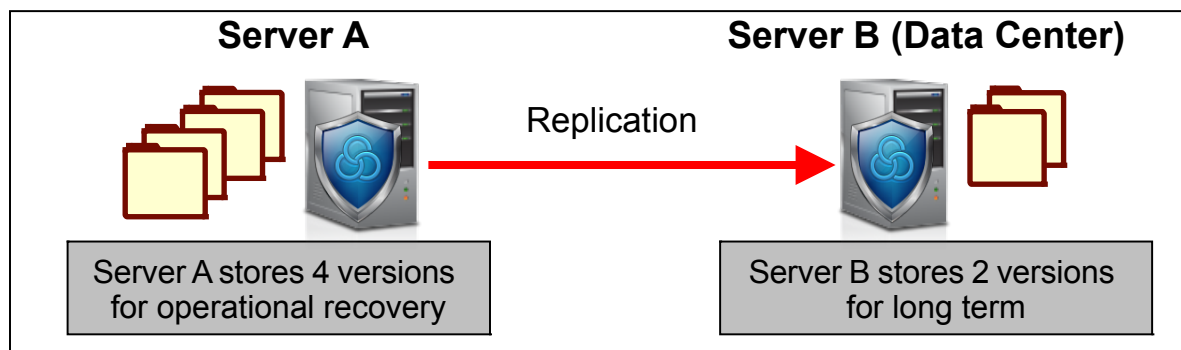 Server A
Server B (Data Center)
Replication
Server A stores 4 versions
for operational recovery
Server B stores 2 versions
for long term